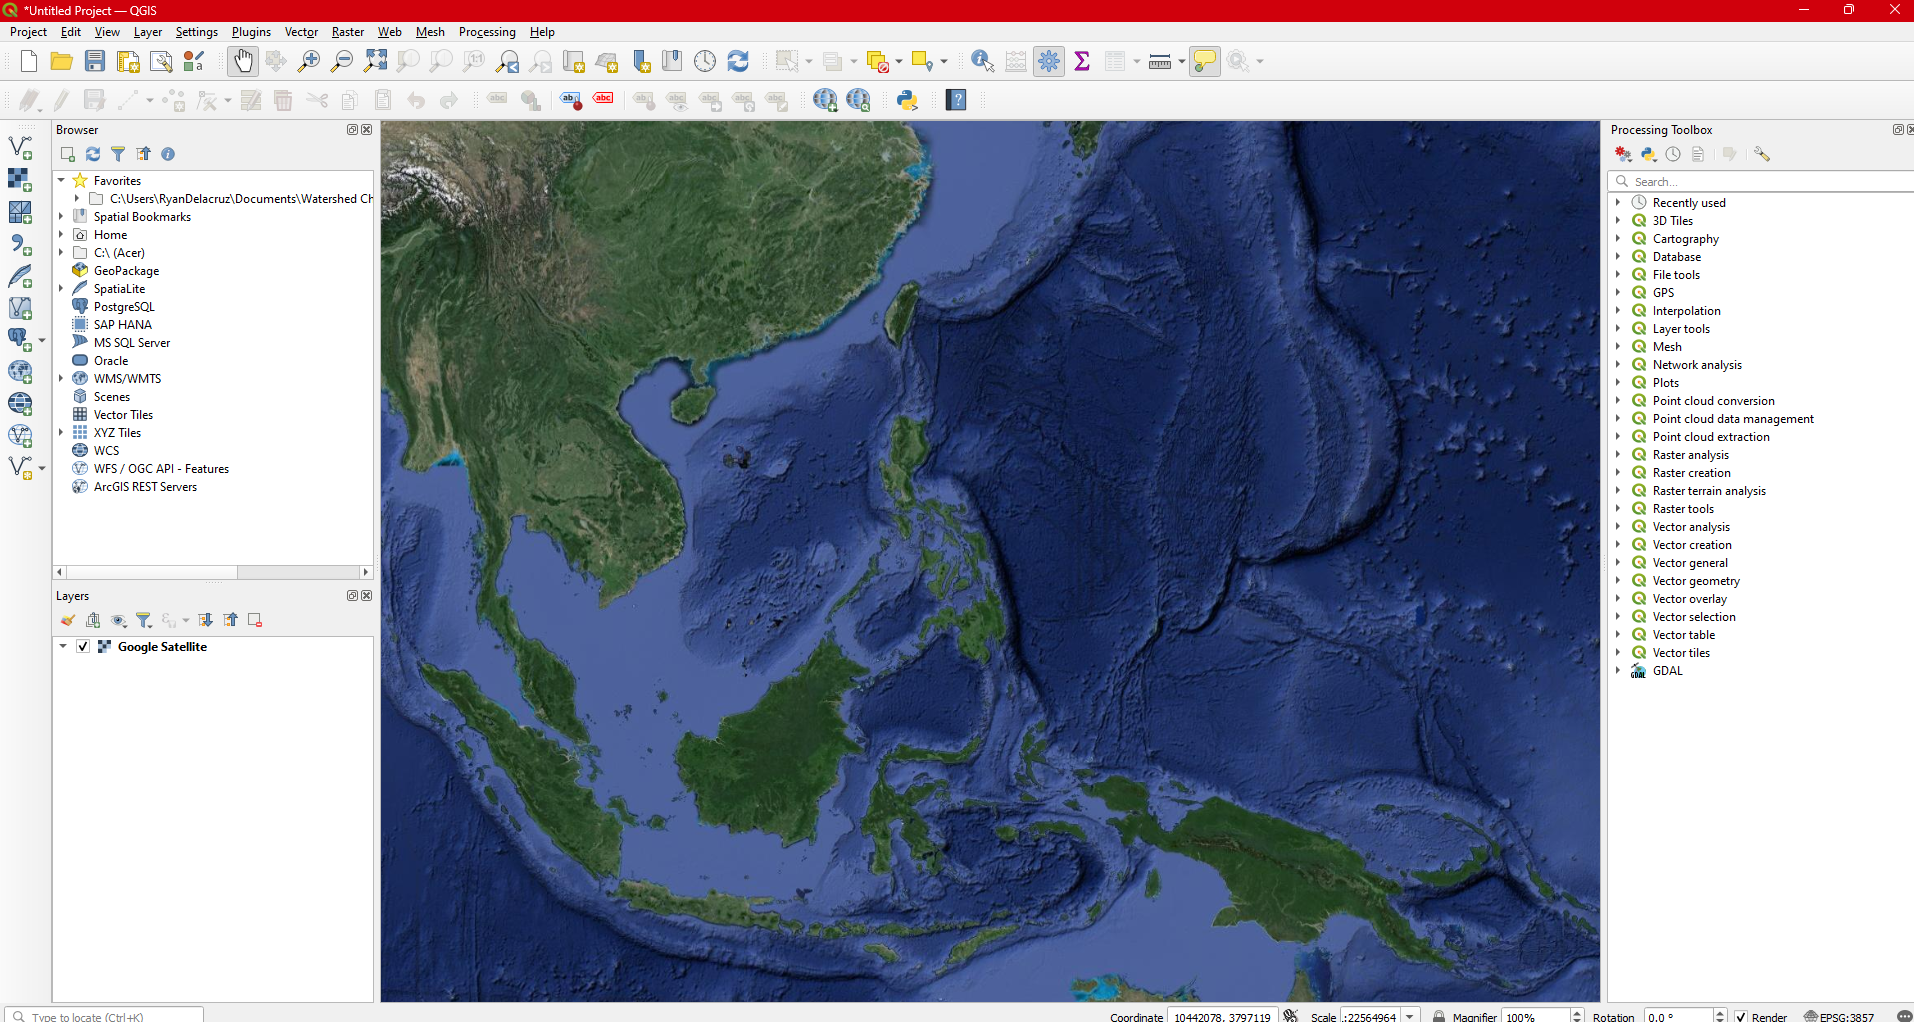 *Untitled Project — QGIS
Project Edit View Layer Settings Plugins Vector Raster Web Mesh Processing Help
Browser
Favorites
C:\Users\RyanDelacruz\Documents\Watershed Ch
Spatial Bookmarks
Home
C:\ (Acer)
GeoPackage
SpatiaLite
PostgreSQL
SAP HANA
MS SQL Server
Oracle
WMS/WMTS
Scenes
Vector Tiles
XYZ Tiles
WCS
WFS / OGC API - Features
ArcGIS REST Servers
Layers
Google Satellite
Processing Toolbox
Search...
Recently used
3D Tiles
Cartography
Database
File tools
GPS
Interpolation
Layer tools
Mesh
Network analysis
Plots
Point cloud conversion
Point cloud data management
Point cloud extraction
Raster analysis
Raster creation
Raster terrain analysis
Raster tools
Vector analysis
Vector creation
Vector general
Vector geometry
Vector overlay
Vector selection
Vector table
Vector tiles
GDAL
Type to locate (Ctrl+K)
Coordinate 10442078, 3797119 Scale :22564964 Magnifier 100% Rotation 0.0 ° Render EPSG:3857